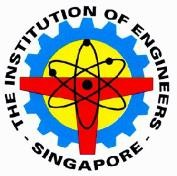 THE INSTITUTION OF ENGINEERS
- SINGAPORE -